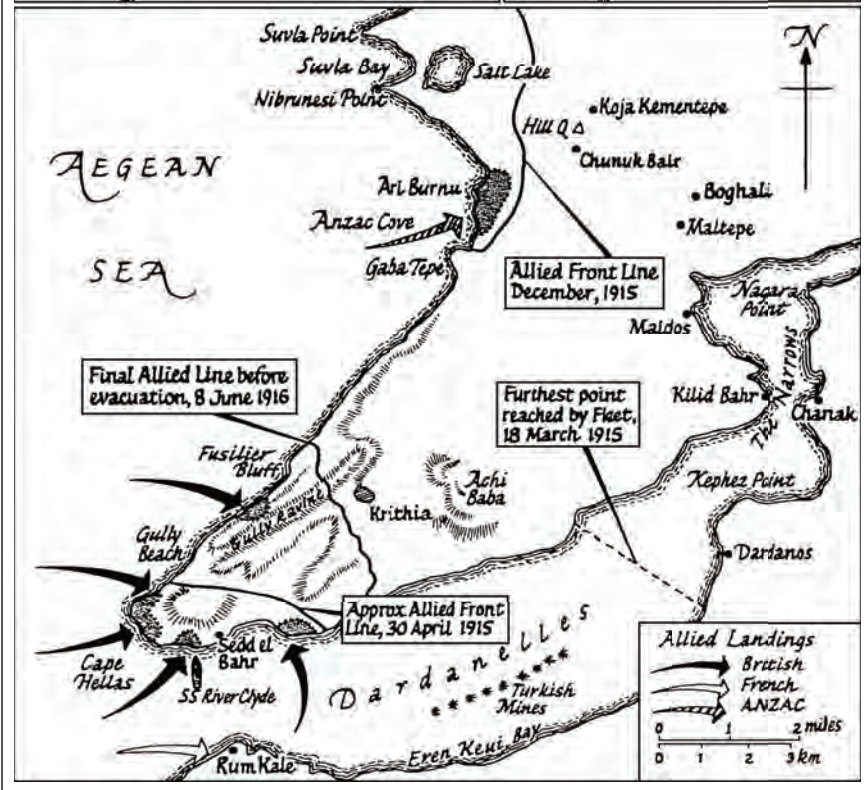 Suvla Point
Suvla Bay
Nibrunesi Point
Salt Lake
N
Koja Kementepe
Hill Q
Chunuk Bair
Boghali
Maltepe
AEGEAN
SEA
Ari Burnu
Anzac Cove
Gaba Tepe
Allied Front Line
December, 1915
Nagara
Point
Maidos
The Narrows
Kilid Bahr
Chanak
Final Allied Line before
evacuation, 8 June 1916
Furthest point
reached by Fleet,
18 March 1915
Kephez Point
Fusilier
Bluff
Gully Ravine
Krithia
Achi
Baba
Gully
Beach
Dardanos
Approx Allied Front
Line, 30 April 1915
Cape
Hellas
Sedd el
Bahr
SS River Clyde
Dardanelles
Turkish
Mines
Eren Keui Bay
Rum Kale
Allied Landings
British
French
ANZAC
0 1 2 miles
0 1 2 3 km